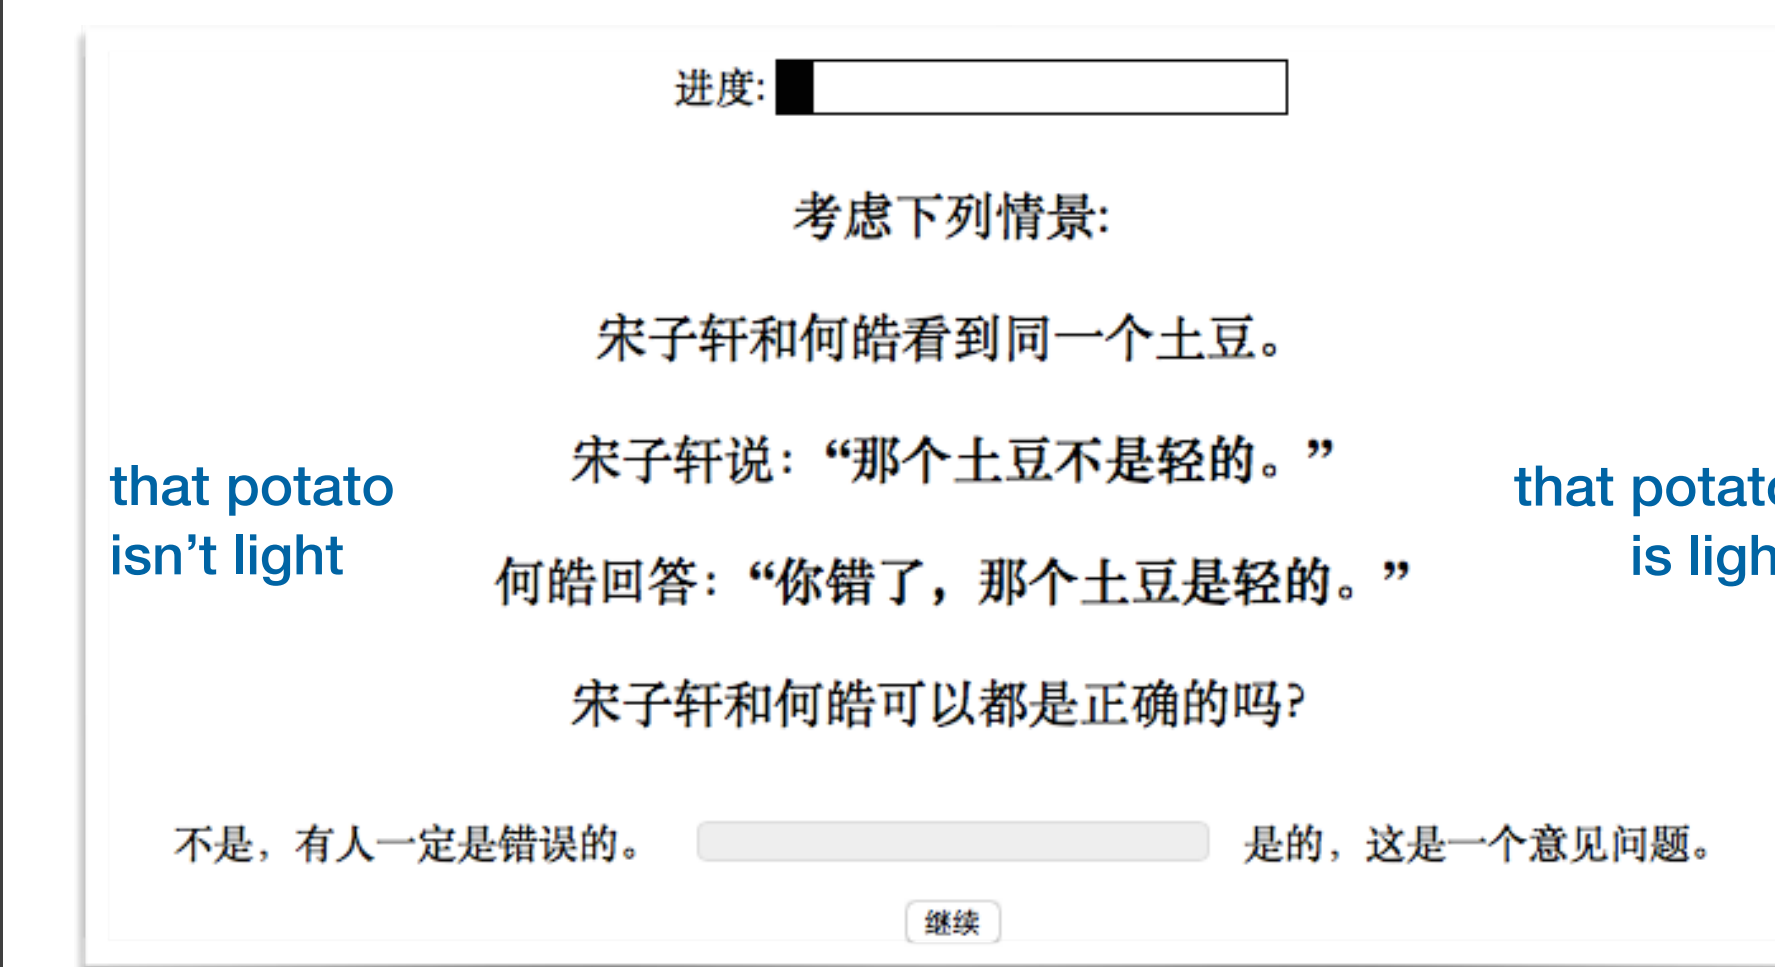 进度:
考虑下列情景:
宋子轩和何皓看到同一个土豆。
宋子轩说：“那个土豆不是轻的。”
that potato
isn’t light
何皓回答：“你错了，那个土豆是轻的。”
that
is
宋子轩和何皓可以都是正确的吗?
不是，有人一定是错误的。
是的，这是一个意见问题。
继续